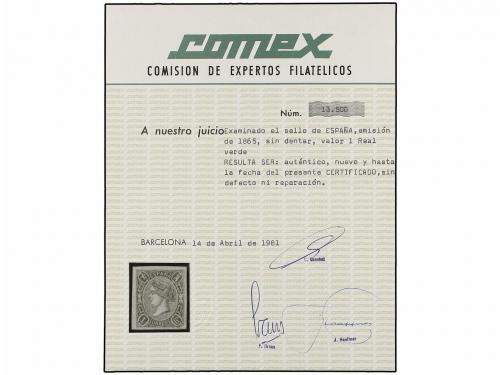 comex
COMISION DE EXPERTOS FILATELICOS
Núm. 13.500
A nuestro juicio Examinado el sello de ESPAÑA,emisión
de 1865, sin dentar, valor 1 Real
verde
RESULTA SER: auténtico, nuevo y hasta
la fecha del presente CERTIFICADO,sin
defecto ni reparación.
BARCELONA 14 de Abril de 1981